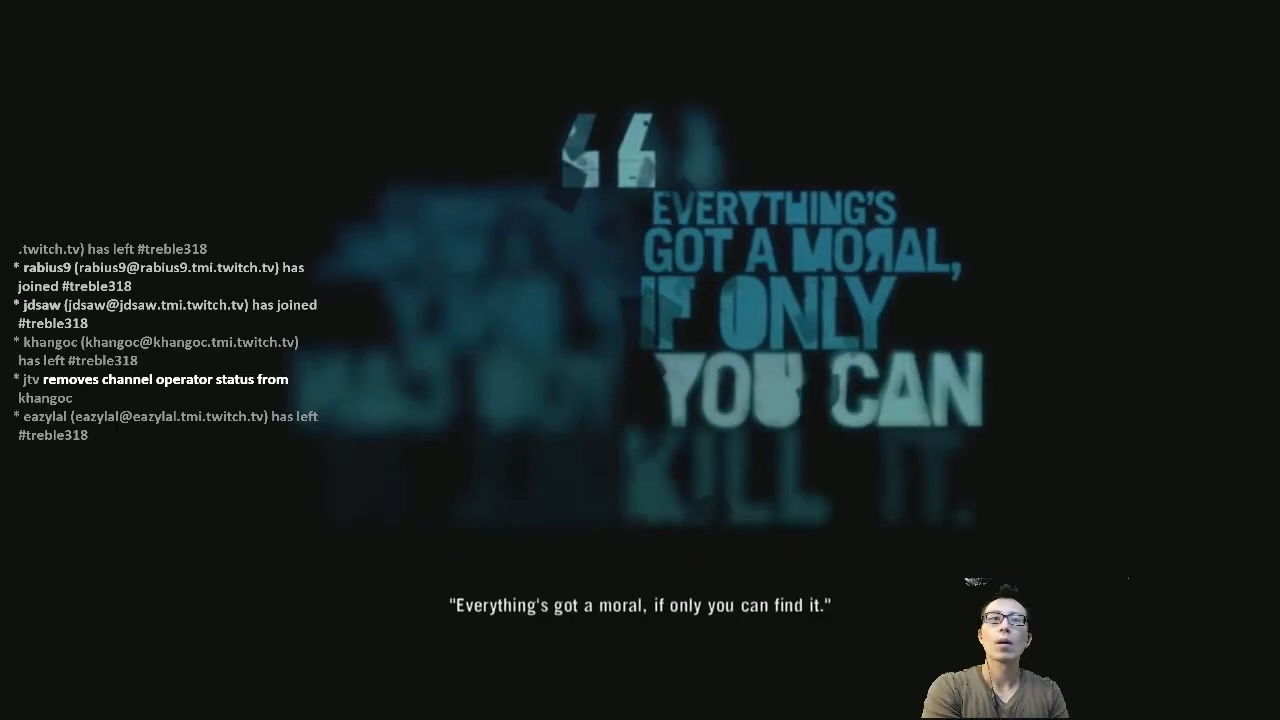 .twitch.tv) has left #treble318
* rabius9 (rabius9@rabius9.tmi.twitch.tv) has
joined #treble318
* jdsaw (jdsaw@jdsaw.tmi.twitch.tv) has joined
#treble318
* khangoc (khangoc@khangoc.tmi.twitch.tv)
has left #treble318
* jtv removes channel operator status from
khangoc
* eazylal (eazylal@eazylal.tmi.twitch.tv) has left
#treble318
“ EVERYTHING'S
GOT A MOЯAL,
IF ONLY
YOU CAN
KILL IT.
"Everything's got a moral, if only you can find it."